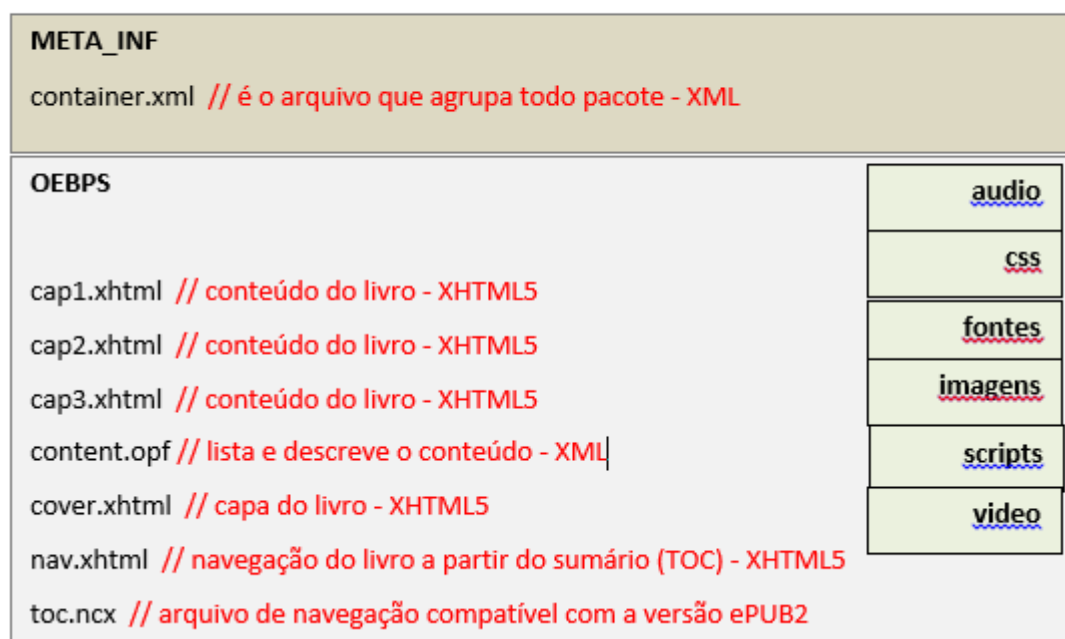 META_INF
container.xml // é o arquivo que agrupa todo pacote - XML
OEBPS
cap1.xhtml // conteúdo do livro - XHTML5
cap2.xhtml // conteúdo do livro - XHTML5
cap3.xhtml // conteúdo do livro - XHTML5
content.opf // lista e descreve o conteúdo - XML
cover.xhtml // capa do livro - XHTML5
nav.xhtml // navegação do livro a partir do sumário (TOC) - XHTML5
toc.ncx // arquivo de navegação compatível com a versão ePUB2
audio
css
fontes
imagens
scripts
video